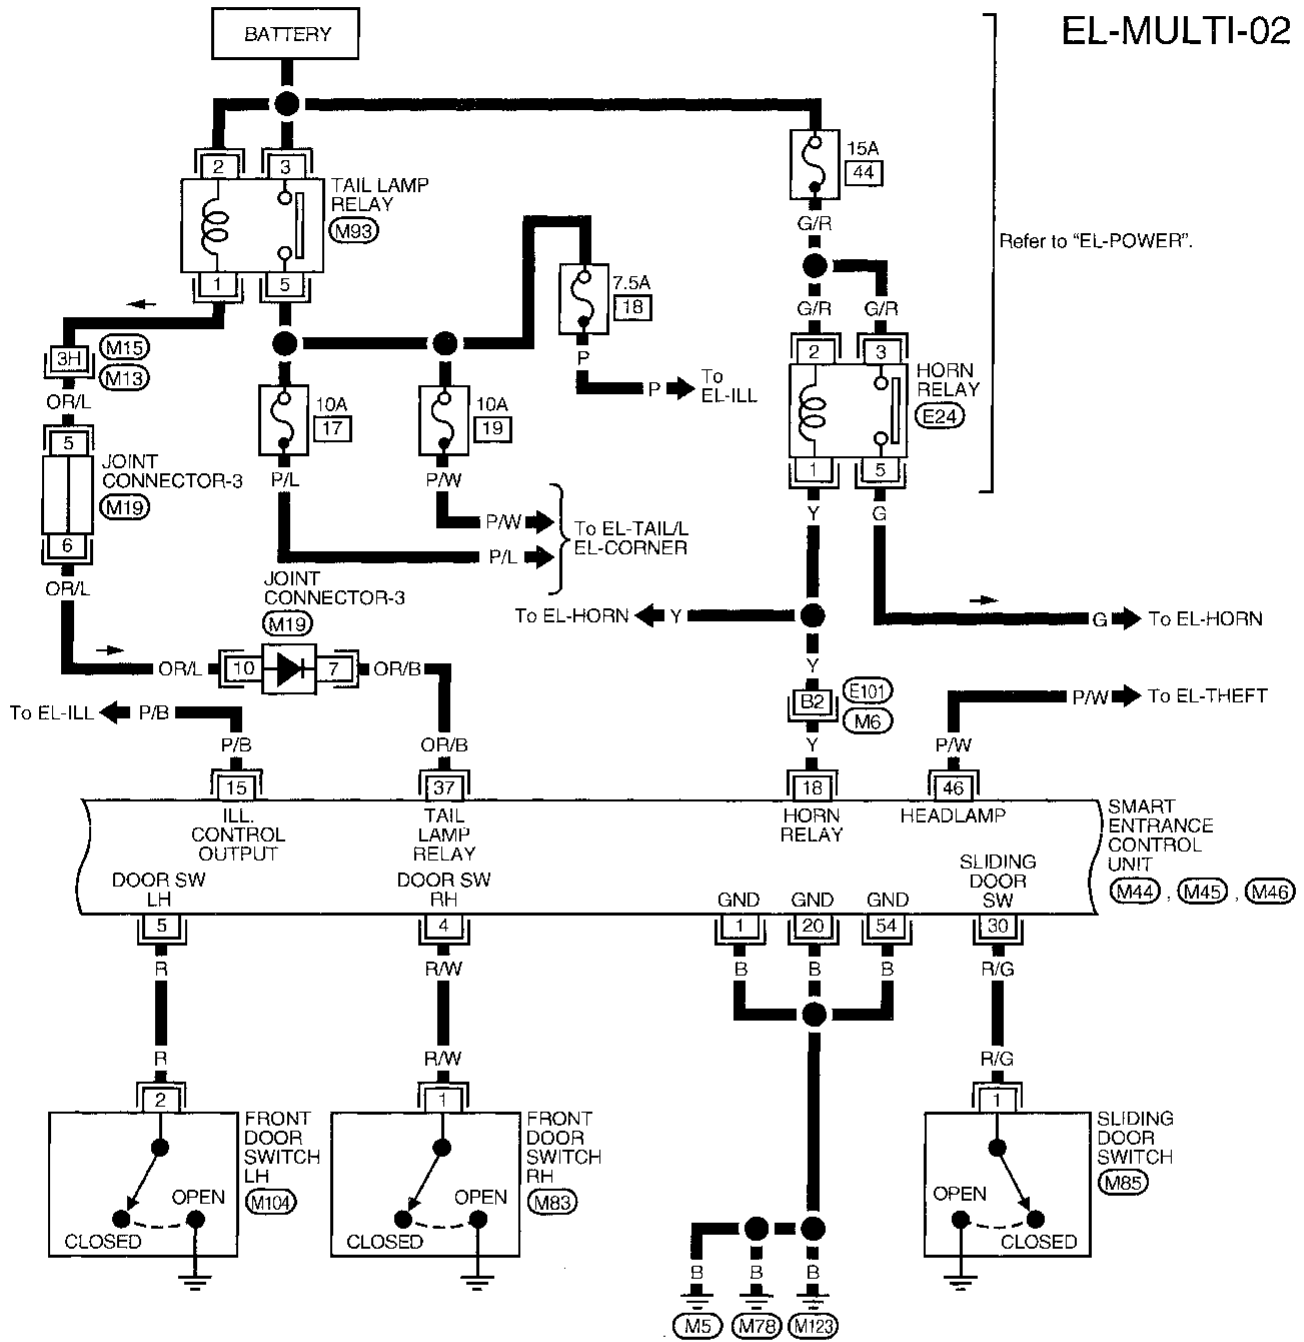 EL-MULTI-02
BATTERY
2
3
TAIL LAMP
RELAY
M93
1
5
15A
44
G/R
Refer to “EL-POWER”.
7.5A
18
G/R
G/R
P
P
To
EL-ILL
2
3
HORN
RELAY
E24
1
5
3H
M15
M13
OR/L
10A
17
10A
19
P/L
P/W
5
JOINT
CONNECTOR-3
M19
6
OR/L
Y
G
P/W
P/L
To EL-TAIL/L
EL-CORNER
JOINT
CONNECTOR-3
M19
To EL-HORN
Y
G
To EL-HORN
OR/L
10
7
OR/B
Y
B2
E101
M6
Y
P/W
To EL-THEFT
P/W
To EL-ILL
P/B
P/B
OR/B
15
37
18
46
ILL.
CONTROL
OUTPUT
TAIL
LAMP
RELAY
HORN
RELAY
HEADLAMP
SMART
ENTRANCE
CONTROL
UNIT
M44 , M45 , M46
DOOR SW
LH
DOOR SW
RH
GND
GND
GND
SLIDING
DOOR
SW
5
4
1
20
54
30
R
R/W
B
B
B
R/G
R
R/W
R/G
2
1
1
FRONT
DOOR
SWITCH
LH
M104
OPEN
CLOSED
FRONT
DOOR
SWITCH
RH
M83
OPEN
CLOSED
SLIDING
DOOR
SWITCH
M85
OPEN
CLOSED
B
B
B
M5
M78
M123